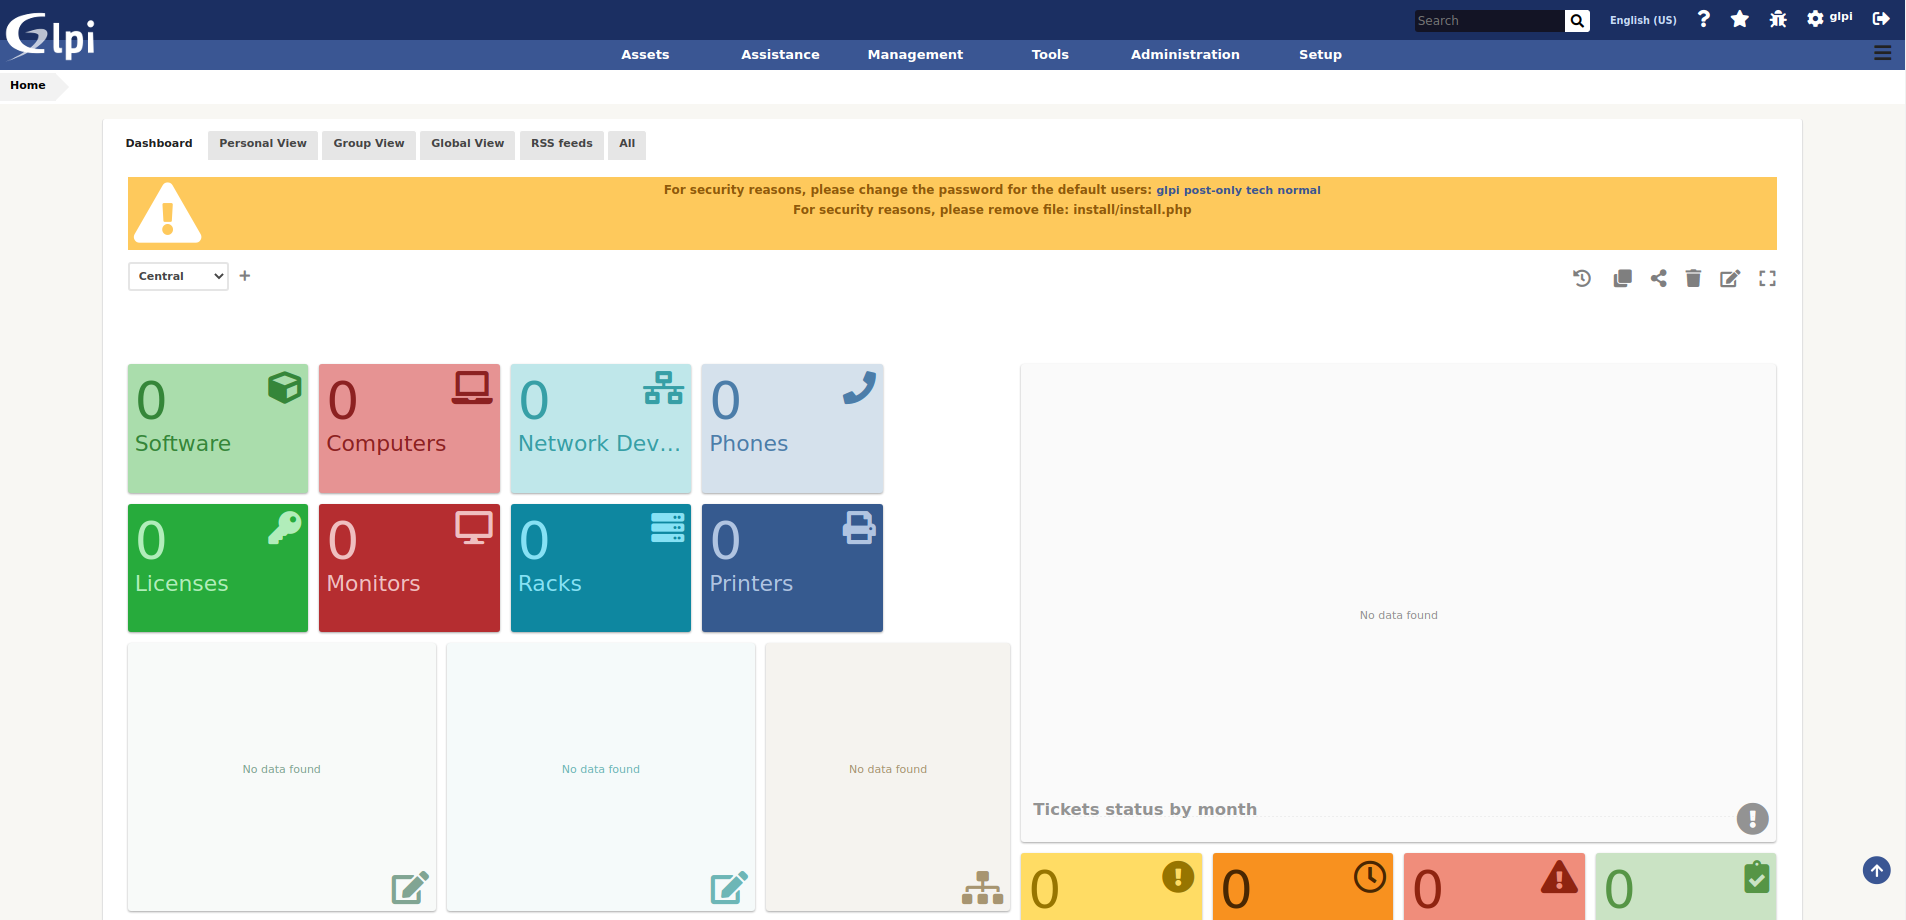 Glpi
Search
English (US)
glpi
Assets
Assistance
Management
Tools
Administration
Setup
Home
Dashboard
Personal View
Group View
Global View
RSS feeds
All
For security reasons, please change the password for the default users: glpi post-only tech normal
For security reasons, please remove file: install/install.php
Central
0
Software
0
Computers
0
Network Dev...
0
Phones
0
Licenses
0
Monitors
0
Racks
0
Printers
No data found
Tickets status by month
No data found
No data found
No data found
0
0
0
0